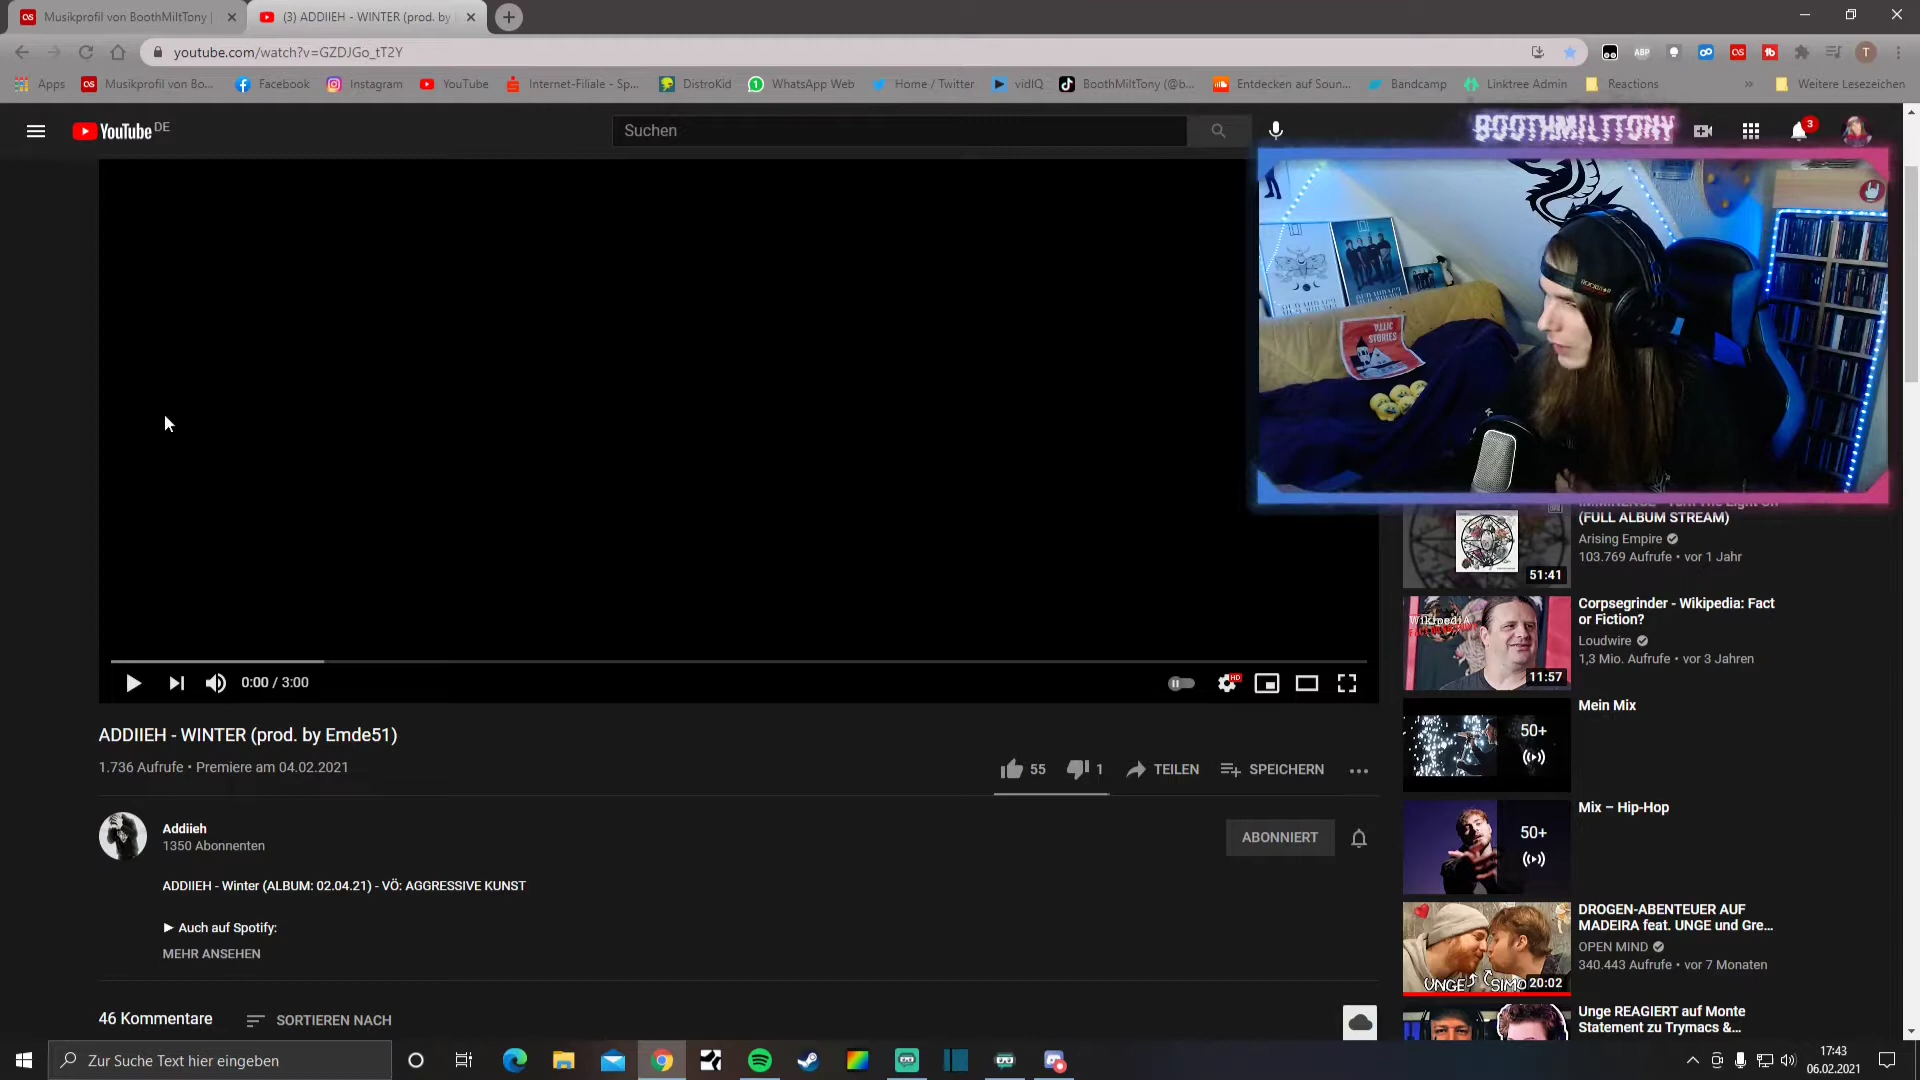 Musikprofil von BoothMiltTony |
(3) ADDIIEH - WINTER (prod. by
youtube.com/watch?v=GZDJGo_tT2Y
ABP
Apps
Musikprofil von Bo...
Facebook
Instagram
YouTube
Internet-Filiale - Sp...
DistroKid
WhatsApp Web
Home / Twitter
vidIQ
BoothMiltTony (@b...
Entdecken auf Soun...
Bandcamp
Linktree Admin
Reactions
»
Weitere Lesezeichen
YouTube DE
Suchen
BOOTHMILTTONY
3
ATTIC
STORIES
0:00 / 3:00
HD
ADDIIEH - WINTER (prod. by Emde51)
1.736 Aufrufe • Premiere am 04.02.2021
55
1
TEILEN
SPEICHERN
Addiieh
1350 Abonnenten
ABONNIERT
ADDIIEH - Winter (ALBUM: 02.04.21) - VÖ: AGGRESSIVE KUNST
► Auch auf Spotify:
MEHR ANSEHEN
46 Kommentare
SORTIEREN NACH
(FULL ALBUM STREAM)
Arising Empire
103.769 Aufrufe • vor 1 Jahr
51:41
Corpsegrinder - Wikipedia: Fact
or Fiction?
Loudwire
1,3 Mio. Aufrufe • vor 3 Jahren
WikipediA
11:57
Mein Mix
50+
Mix – Hip-Hop
50+
DROGEN-ABENTEUER AUF
MADEIRA feat. UNGE und Gre...
OPEN MIND
340.443 Aufrufe • vor 7 Monaten
UNGE
SIMO
20:02
Unge REAGIERT auf Monte
Statement zu Trymacs &...
Zur Suche Text hier eingeben
17:43
06.02.2021